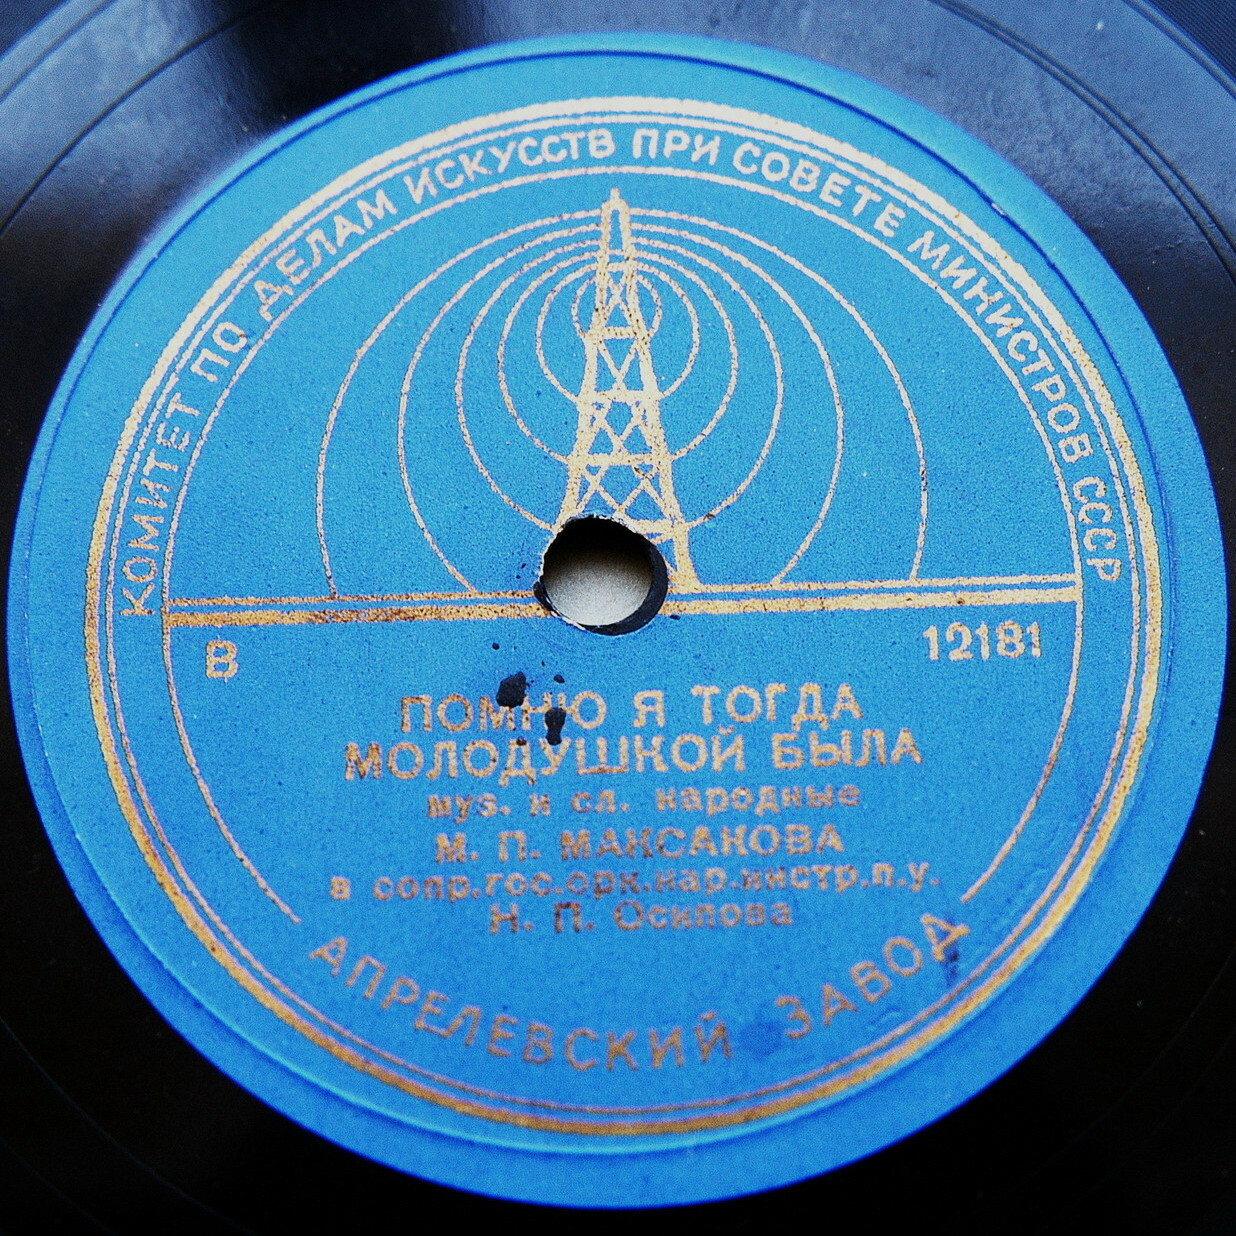 КОМИТЕТ ПО ДЕЛАМ ИСКУССТВ ПРИ СОВЕТЕ МИНИСТРОВ СССР
В 12181
ПОМНЮ Я ТОГДА
МОЛОДУШКОЙ БЫЛА
муз. и сл. народные
М. П. МАКСАКОВА
в сопр.гос.орк.нар.инстр.п.у.
Н. П. Осипова
АПРЕЛЕВСКИЙ ЗАВОД